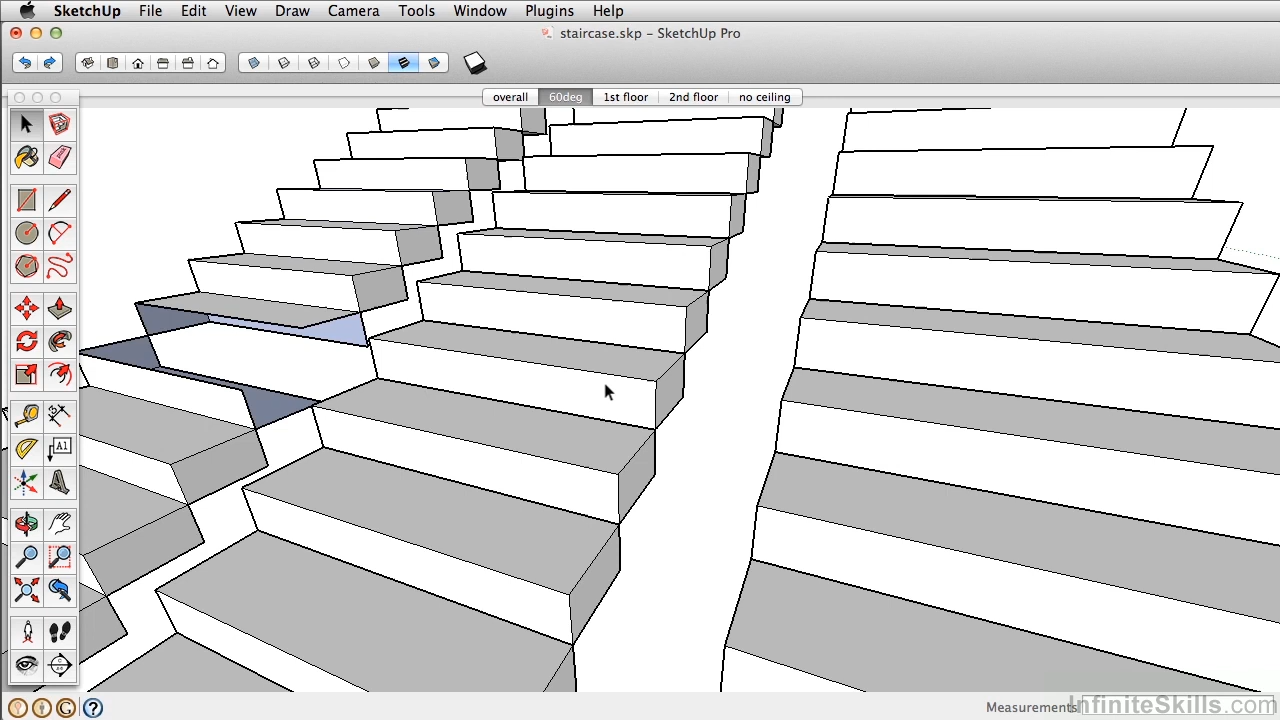 SketchUp File Edit View Draw Camera Tools Window Plugins Help
staircase.skp – SketchUp Pro
overall 60deg 1st floor 2nd floor no ceiling
A1
Measurements
InfiniteSkills.com